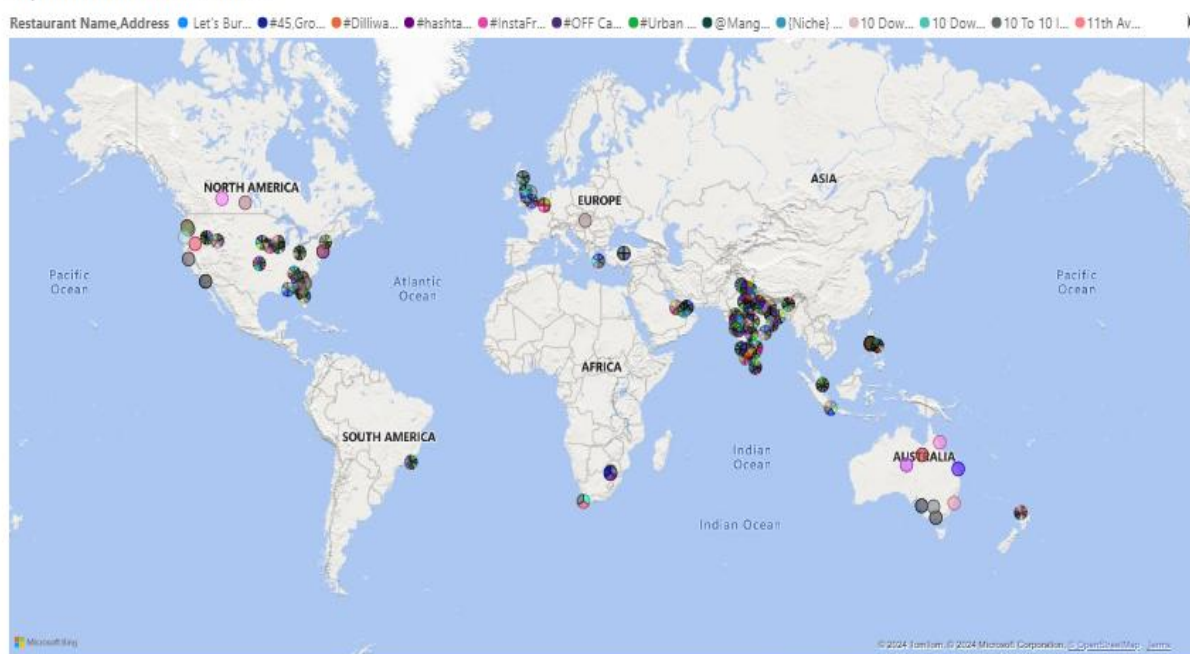 Restaurant Name,Address Let's Bur... #45,Gro... #Dilliwa... #hashta... #InstaFr... #OFF Ca... #Urban ... @Mang... {Niche} ... 10 Dow... 10 Dow... 10 To 10 I... 11th Av...
NORTH AMERICA
EUROPE
ASIA
Pacific
Ocean
Atlantic
Ocean
Pacific
Ocean
AFRICA
SOUTH AMERICA
Indian
Ocean
AUSTRALIA
Indian Ocean
Microsoft Bing
© 2024 TomTom, © 2024 Microsoft Corporation, © OpenStreetMap Terms